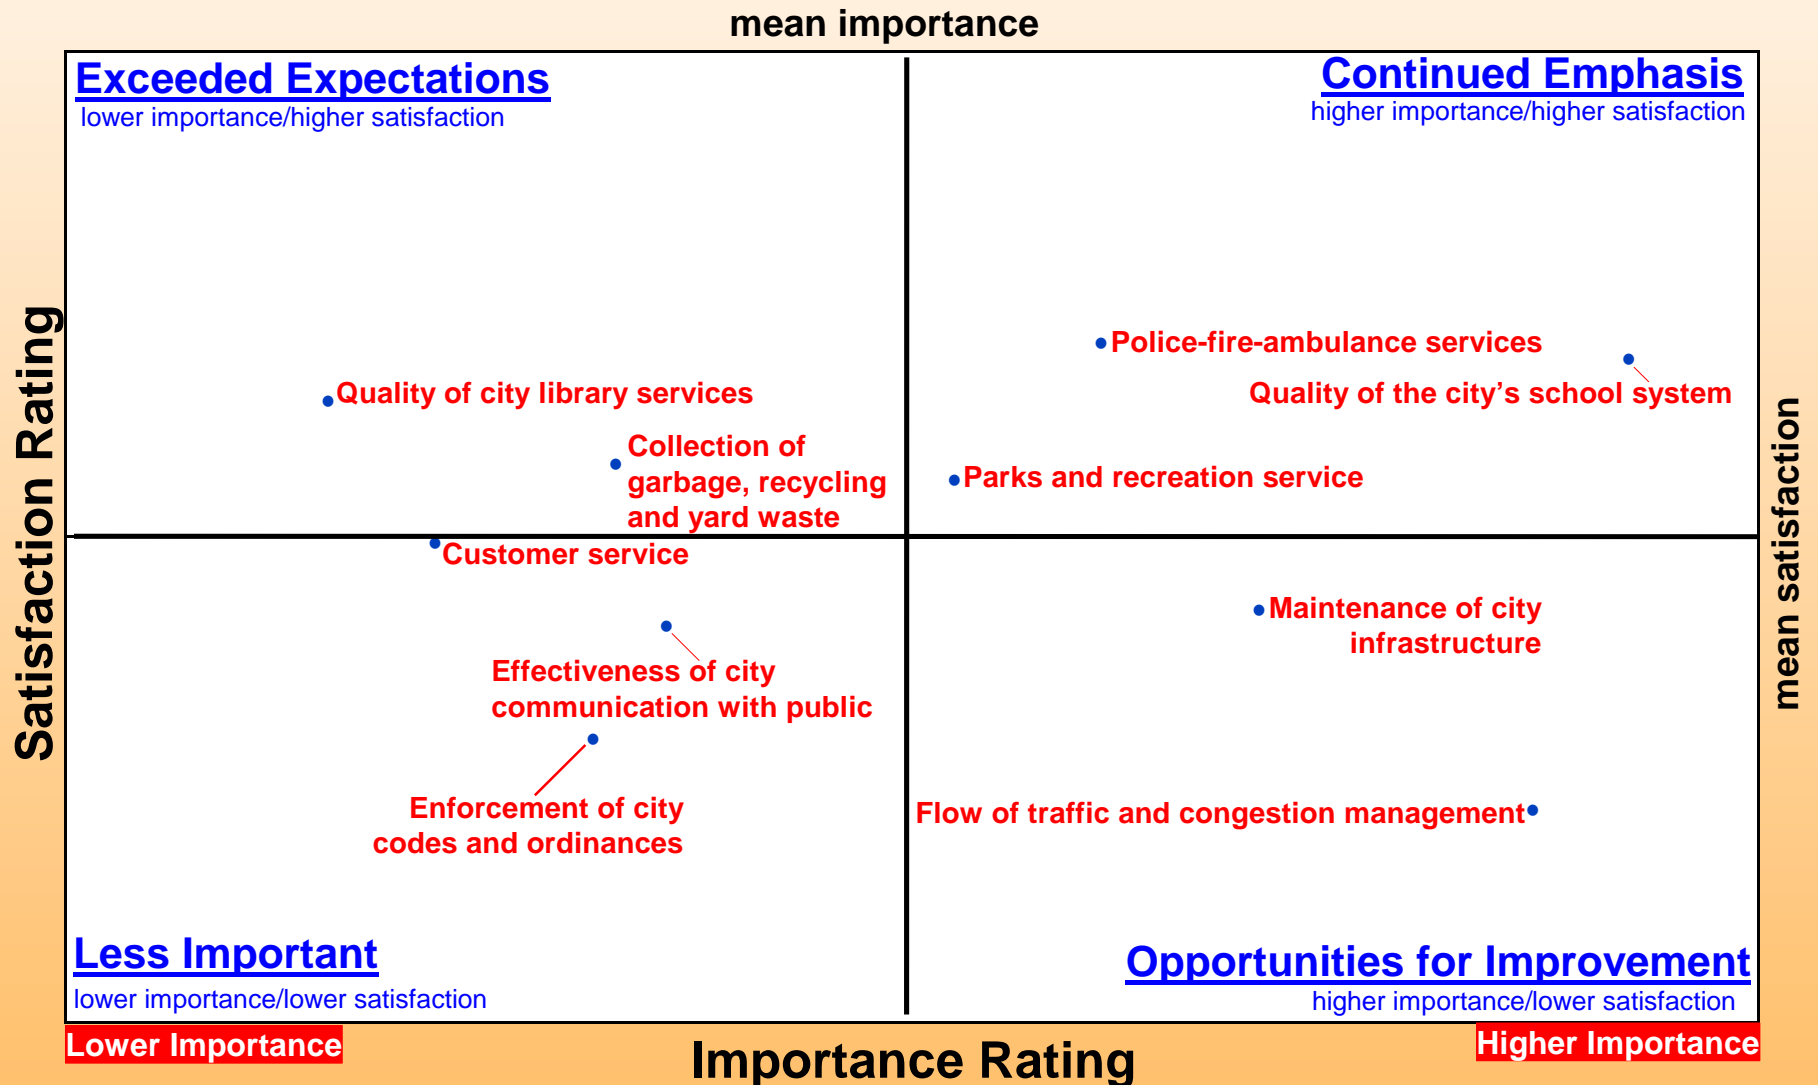 mean importance
Exceeded Expectations
lower importance/higher satisfaction
Continued Emphasis
higher importance/higher satisfaction
Satisfaction Rating
mean satisfaction
Police-fire-ambulance services
Quality of the city’s school system
Quality of city library services
Collection of
garbage, recycling
and yard waste
Parks and recreation service
Customer service
Effectiveness of city
communication with public
Enforcement of city
codes and ordinances
Maintenance of city
infrastructure
Flow of traffic and congestion management
Less Important
lower importance/lower satisfaction
Opportunities for Improvement
higher importance/lower satisfaction
Lower Importance
Importance Rating
Higher Importance